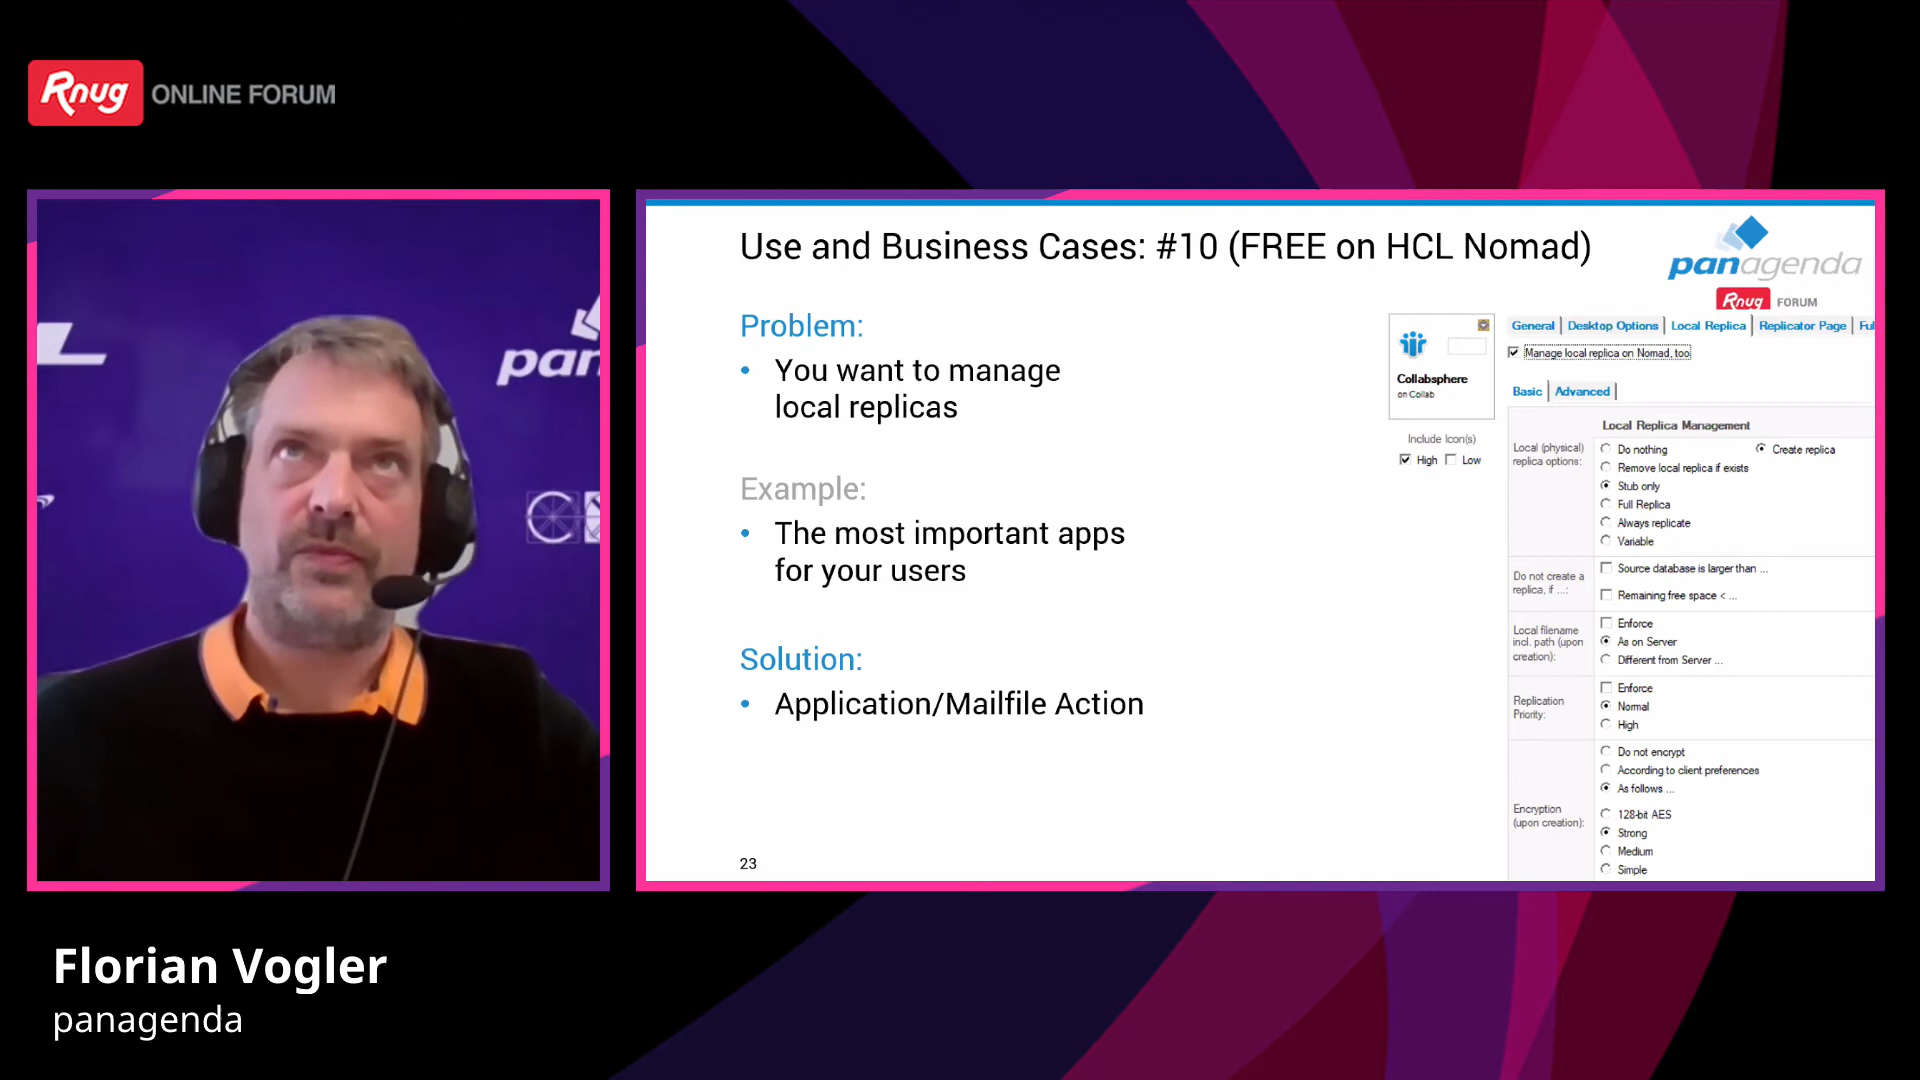 Rnug ONLINE FORUM
pan
Use and Business Cases: #10 (FREE on HCL Nomad)
panagenda
Rnug FORUM
Problem:
• You want to manage
local replicas
Example:
• The most important apps
for your users
Solution:
• Application/Mailfile Action
23
Collabsphere
on Collab
Include Icon(s)
High Low
General | Desktop Options | Local Replica | Replicator Page | Ful
Manage local replica on Nomad, too
Basic | Advanced |
Local Replica Management
Local (physical)
replica options:
Do nothing Create replica
Remove local replica if exists
Stub only
Full Replica
Always replicate
Variable
Do not create a
replica, if ...:
Source database is larger than ...
Remaining free space < ...
Local filename
incl. path (upon
creation):
Enforce
As on Server
Different from Server ...
Replication
Priority:
Enforce
Normal
High
Encryption
(upon creation):
Do not encrypt
According to client preferences
As follows ...
128-bit AES
Strong
Medium
Simple
Florian Vogler
panagenda